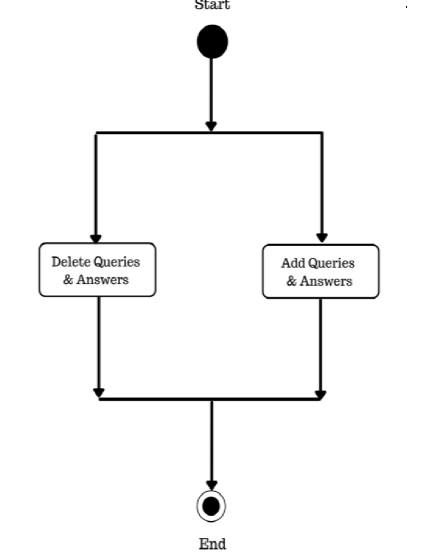 Start
Delete Queries
& Answers
Add Queries
& Answers
End